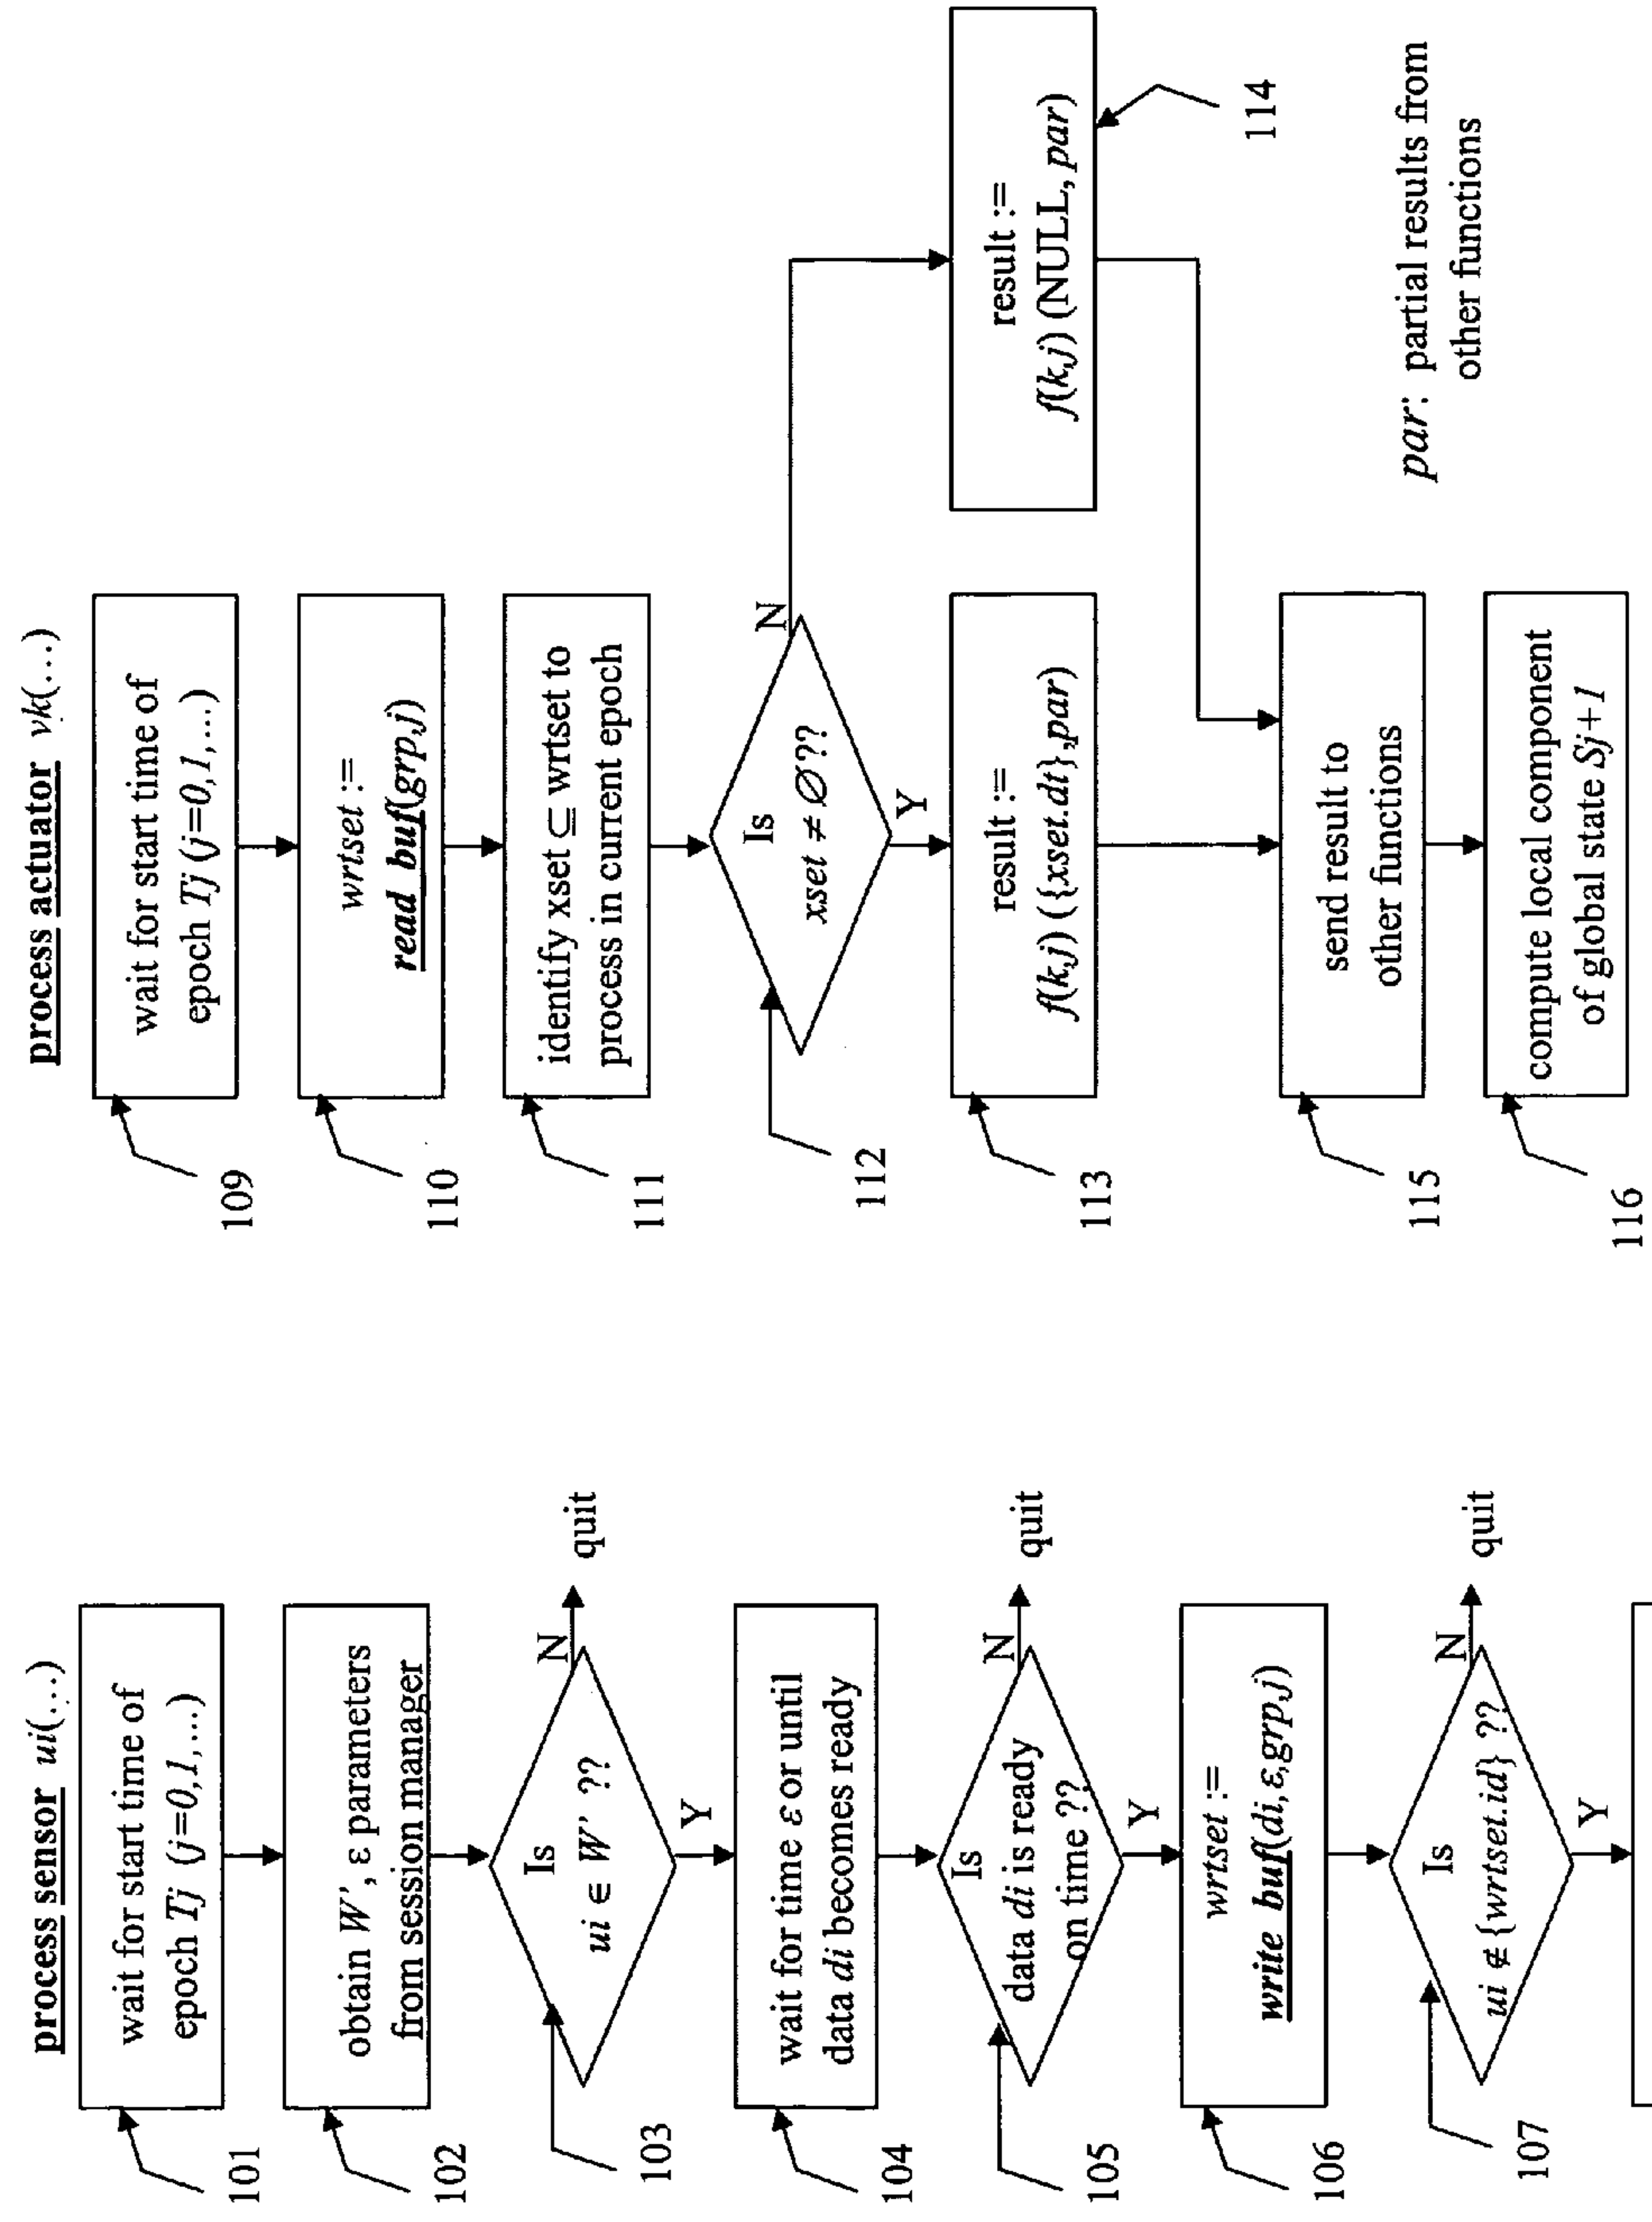 process sensor ui(...)
wait for start time of
epoch Tj (j=0,1,...)
101
obtain W', ε parameters
from session manager
102
Is
ui ∈ W' ??
N
quit
Y
103
wait for time ε or until
data di becomes ready
104
Is
data di is ready
on time ??
N
quit
Y
105
wrtset :=
write_buf(di,ε,grp,j)
106
Is
ui ∉ {wrtset.id} ??
N
quit
Y
107
process actuator vk(...)
wait for start time of
epoch Tj (j=0,1,...)
109
wrtset :=
read_buf(grp,j)
110
identify xset ⊆ wrtset to
process in current epoch
111
Is
xset ≠ ∅??
N
Y
112
result :=
f(k,j) ({xset.dt},par)
113
result :=
f(k,j) (NULL, par)
114
send result to
other functions
115
compute local component
of global state Sj+1
116
par: partial results from
other functions